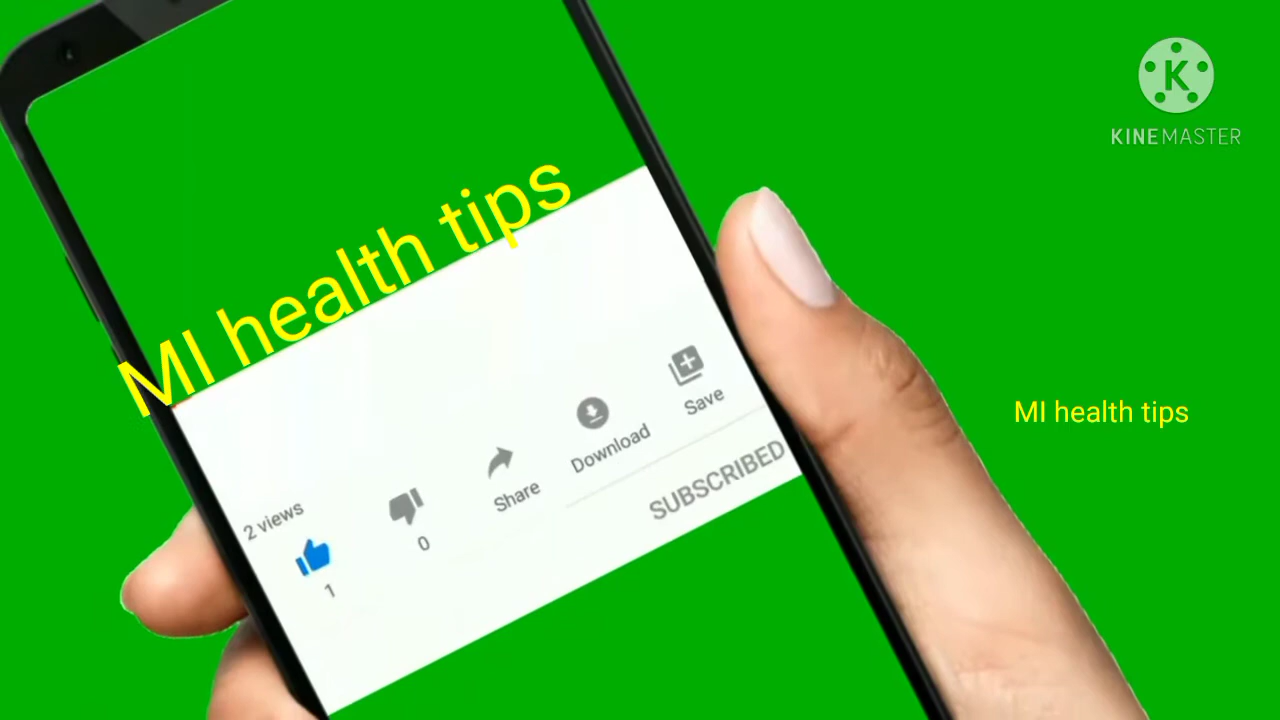 KINEMASTER
MI health tips
MI health tips
2 views
1
0
Share
Download
Save
SUBSCRIBED